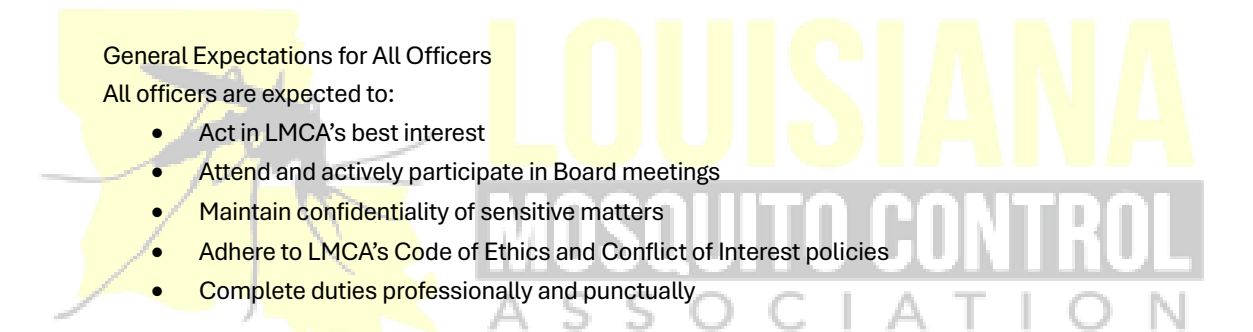 General Expectations for All Officers
All officers are expected to:
• Act in LMCA’s best interest
• Attend and actively participate in Board meetings
• Maintain confidentiality of sensitive matters
• Adhere to LMCA’s Code of Ethics and Conflict of Interest policies
• Complete duties professionally and punctually
LOUISIANA
MOSQUITO CONTROL
ASSOCIATION